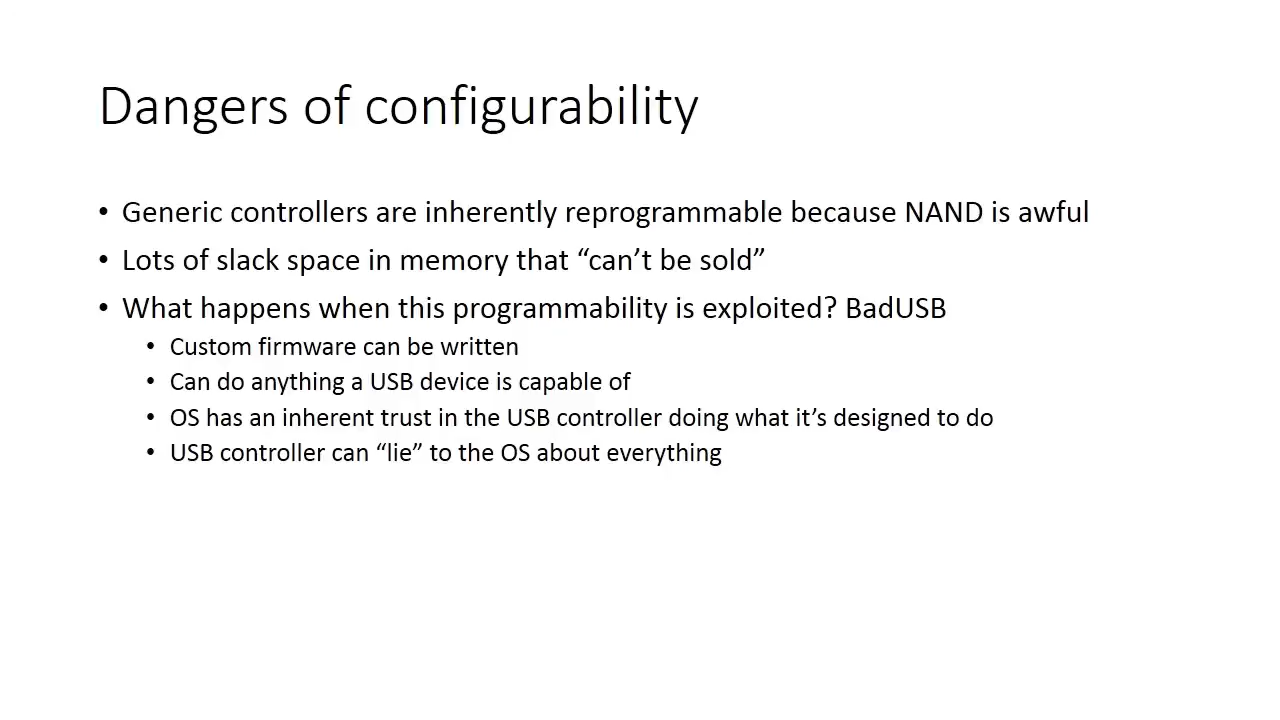 Dangers of configurability
• Generic controllers are inherently reprogrammable because NAND is awful
• Lots of slack space in memory that “can’t be sold”
• What happens when this programmability is exploited? BadUSB
• Custom firmware can be written
• Can do anything a USB device is capable of
• OS has an inherent trust in the USB controller doing what it’s designed to do
• USB controller can “lie” to the OS about everything